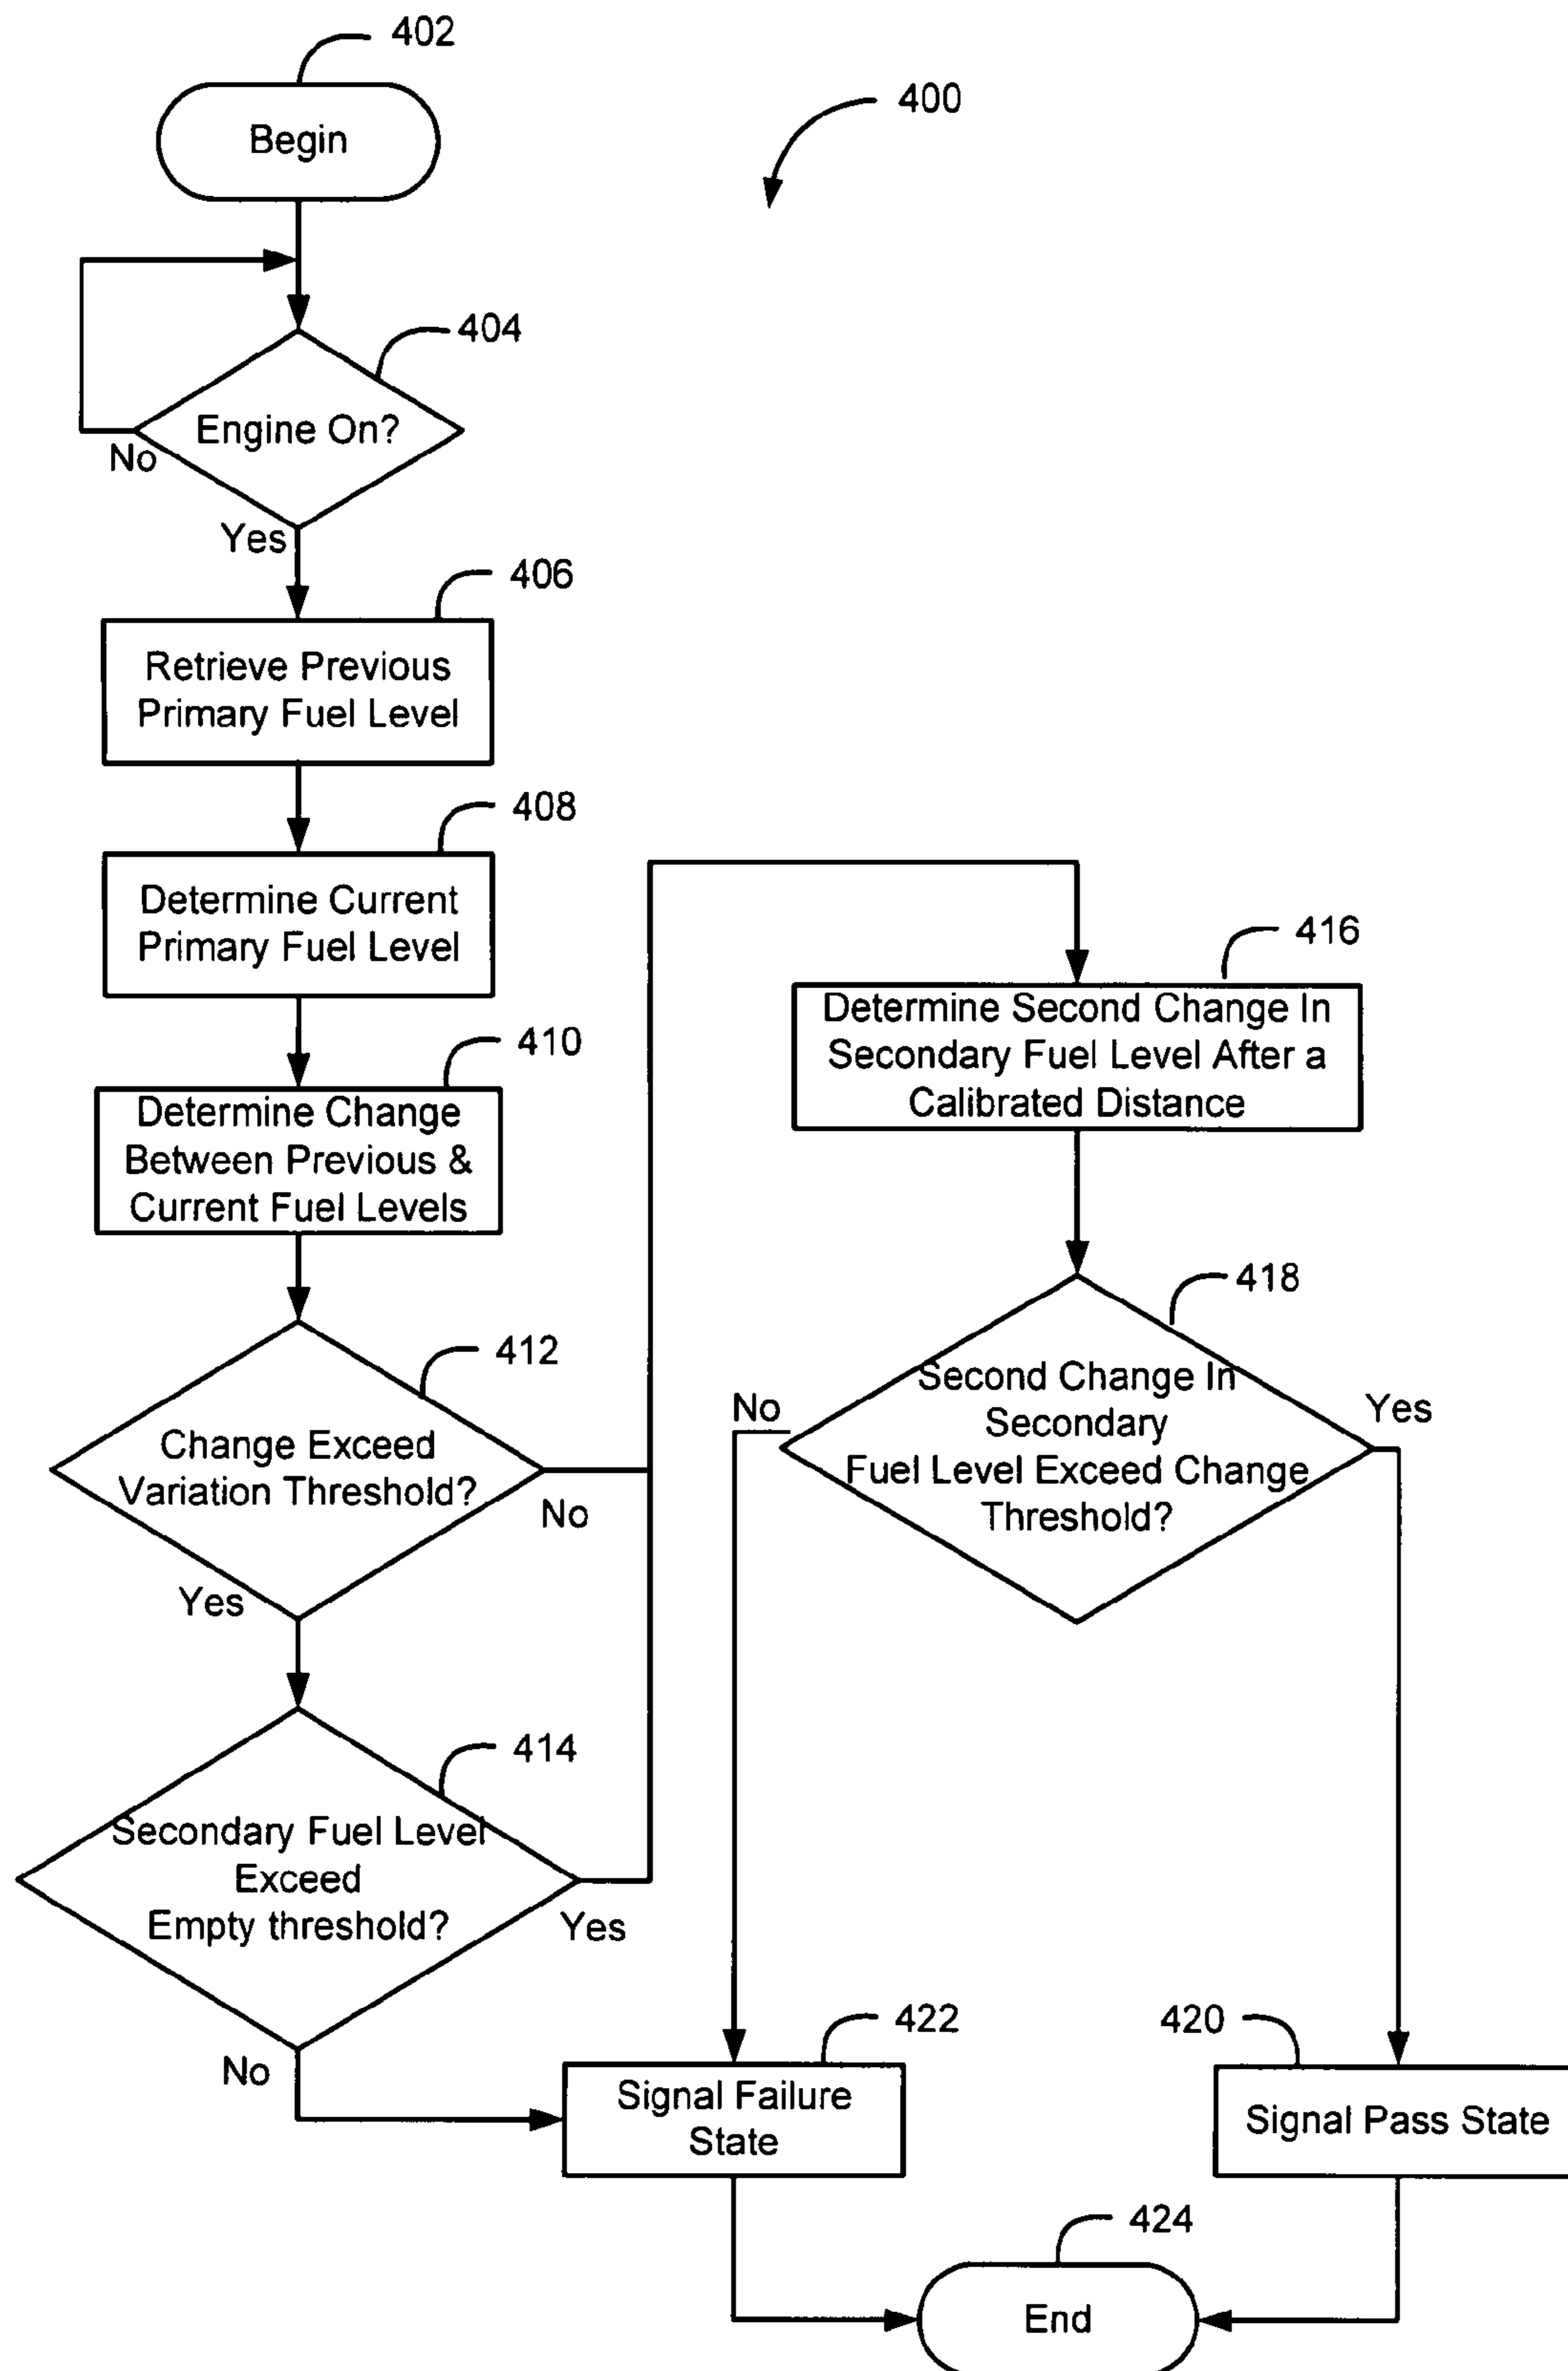 402
Begin
400
404
Engine On?
No
Yes
406
Retrieve Previous
Primary Fuel Level
408
Determine Current
Primary Fuel Level
410
Determine Change
Between Previous &
Current Fuel Levels
412
Change Exceed
Variation Threshold?
No
Yes
414
Secondary Fuel Level
Exceed
Empty threshold?
Yes
No
416
Determine Second Change In
Secondary Fuel Level After a
Calibrated Distance
418
Second Change In
Secondary
Fuel Level Exceed Change
Threshold?
No
Yes
422
Signal Failure
State
420
Signal Pass State
424
End